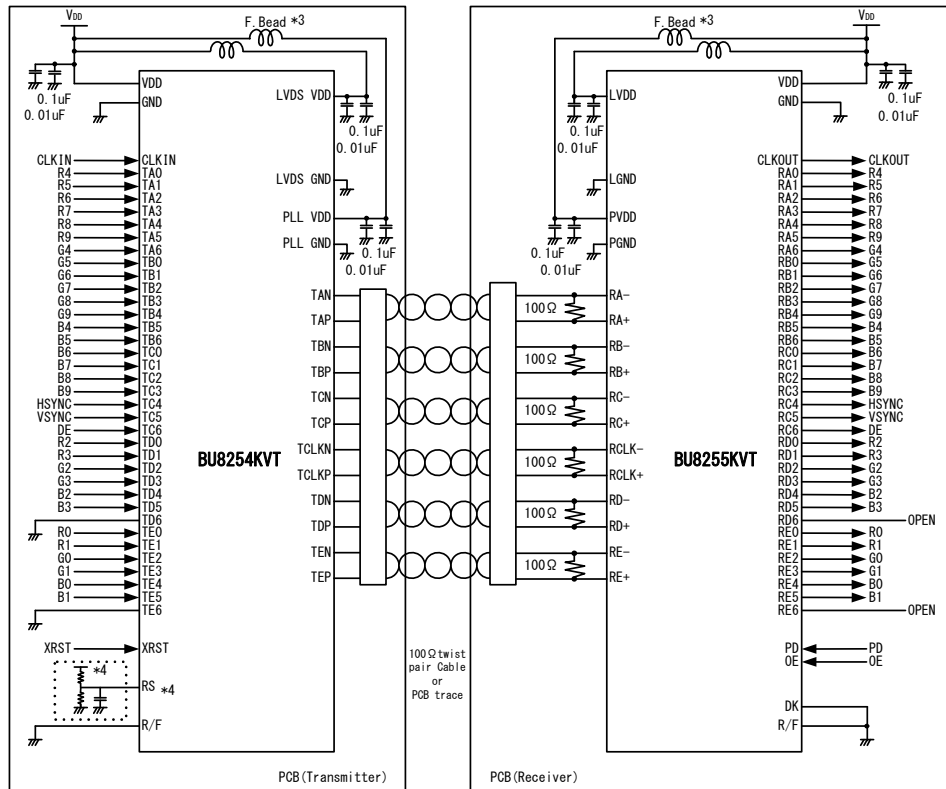 VDD
F.Bead *3
0.1uF
0.01uF
VDD
GND
LVDS VDD
0.1uF
0.01uF
LVDS GND
PLL VDD
PLL GND
0.1uF
0.01uF
CLKIN CLKIN
R4 TA0
R5 TA1
R6 TA2
R7 TA3
R8 TA4
R9 TA5
G4 TA6
G5 TB0
G6 TB1
G7 TB2
G8 TB3
G9 TB4
B4 TB5
B5 TB6
B6 TC0
B7 TC1
B8 TC2
B9 TC3
HSYNC TC4
VSYNC TC5
DE TC6
R2 TD0
R3 TD1
G2 TD2
G3 TD3
B2 TD4
B3 TD5
TD6
R0 TE0
R1 TE1
G0 TE2
G1 TE3
B0 TE4
B1 TE5
TE6
XRST XRST
*4
RS *4
R/F
BU8254KVT
TAN
TAP
TBN
TBP
TCN
TCP
TCLKN
TCLKP
TDN
TDP
TEN
TEP
PCB(Transmitter)
100Ωtwist
pair Cable
or
PCB trace
VDD
F.Bead *3
VDD
GND
0.1uF
0.01uF
LVDD
0.1uF
0.01uF
LGND
PVDD
PGND
0.1uF
0.01uF
100Ω RA-
RA+
100Ω RB-
RB+
100Ω RC-
RC+
100Ω RCLK-
RCLK+
100Ω RD-
RD+
100Ω RE-
RE+
BU8255KVT
CLKOUT CLKOUT
RA0 R4
RA1 R5
RA2 R6
RA3 R7
RA4 R8
RA5 R9
RA6 G4
RB0 G5
RB1 G6
RB2 G7
RB3 G8
RB4 G9
RB5 B4
RB6 B5
RC0 B6
RC1 B7
RC2 B8
RC3 B9
RC4 HSYNC
RC5 VSYNC
RC6 DE
RD0 R2
RD1 R3
RD2 G2
RD3 G3
RD4 B2
RD5 B3
RD6 OPEN
RE0 R0
RE1 R1
RE2 G0
RE3 G1
RE4 B0
RE5 B1
RE6 OPEN
PD PD
OE OE
DK
R/F
PCB(Receiver)